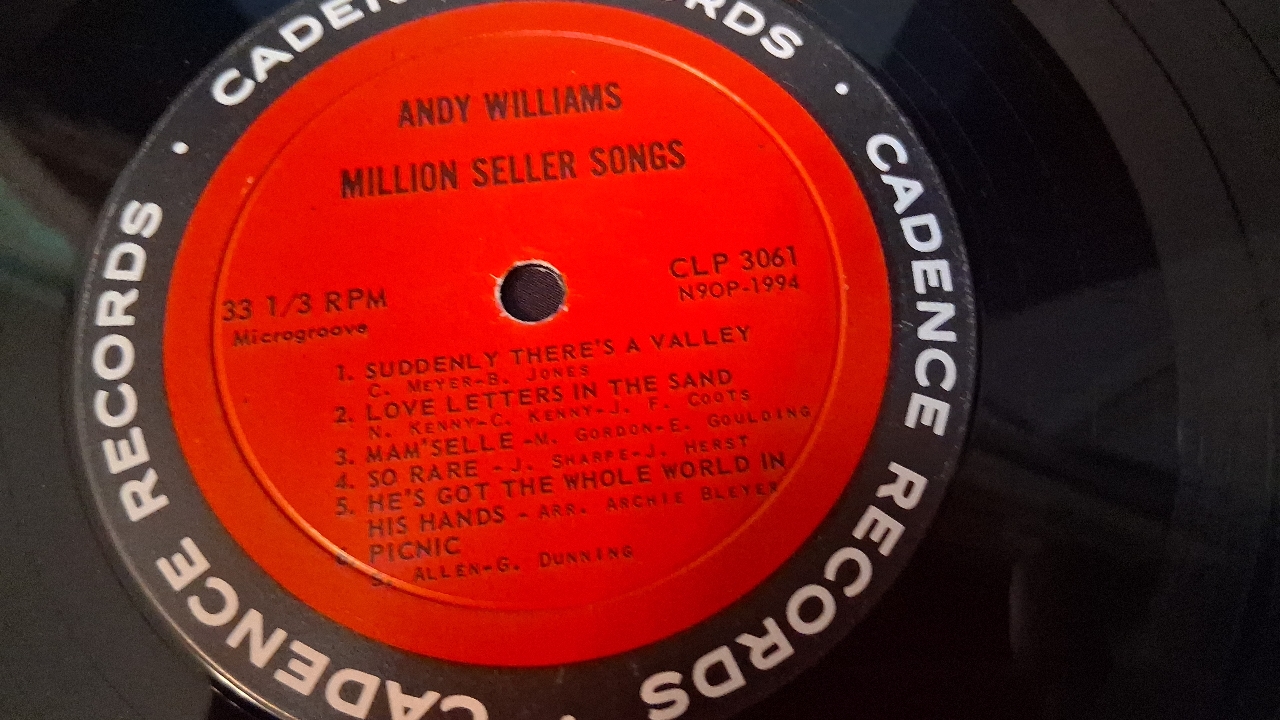 CADENCE RECORDS
ANDY WILLIAMS
MILLION SELLER SONGS
CLP 3061
N9OP-1994
33 1/3 RPM
Microgroove
1. SUDDENLY THERE'S A VALLEY
C. MEYER-B. JONES
2. LOVE LETTERS IN THE SAND
N. KENNY-C. KENNY-J. F. COOTS
3. MAM'SELLE -M. GORDON-E. GOULDING
4. SO RARE - J. SHARPE-J. HERST
5. HE'S GOT THE WHOLE WORLD IN
HIS HANDS - ARR. ARCHIE BLEYER
6. PICNIC
S. ALLEN-G. DUNNING
CADENCE RECORDS
CADENCE RECORDS